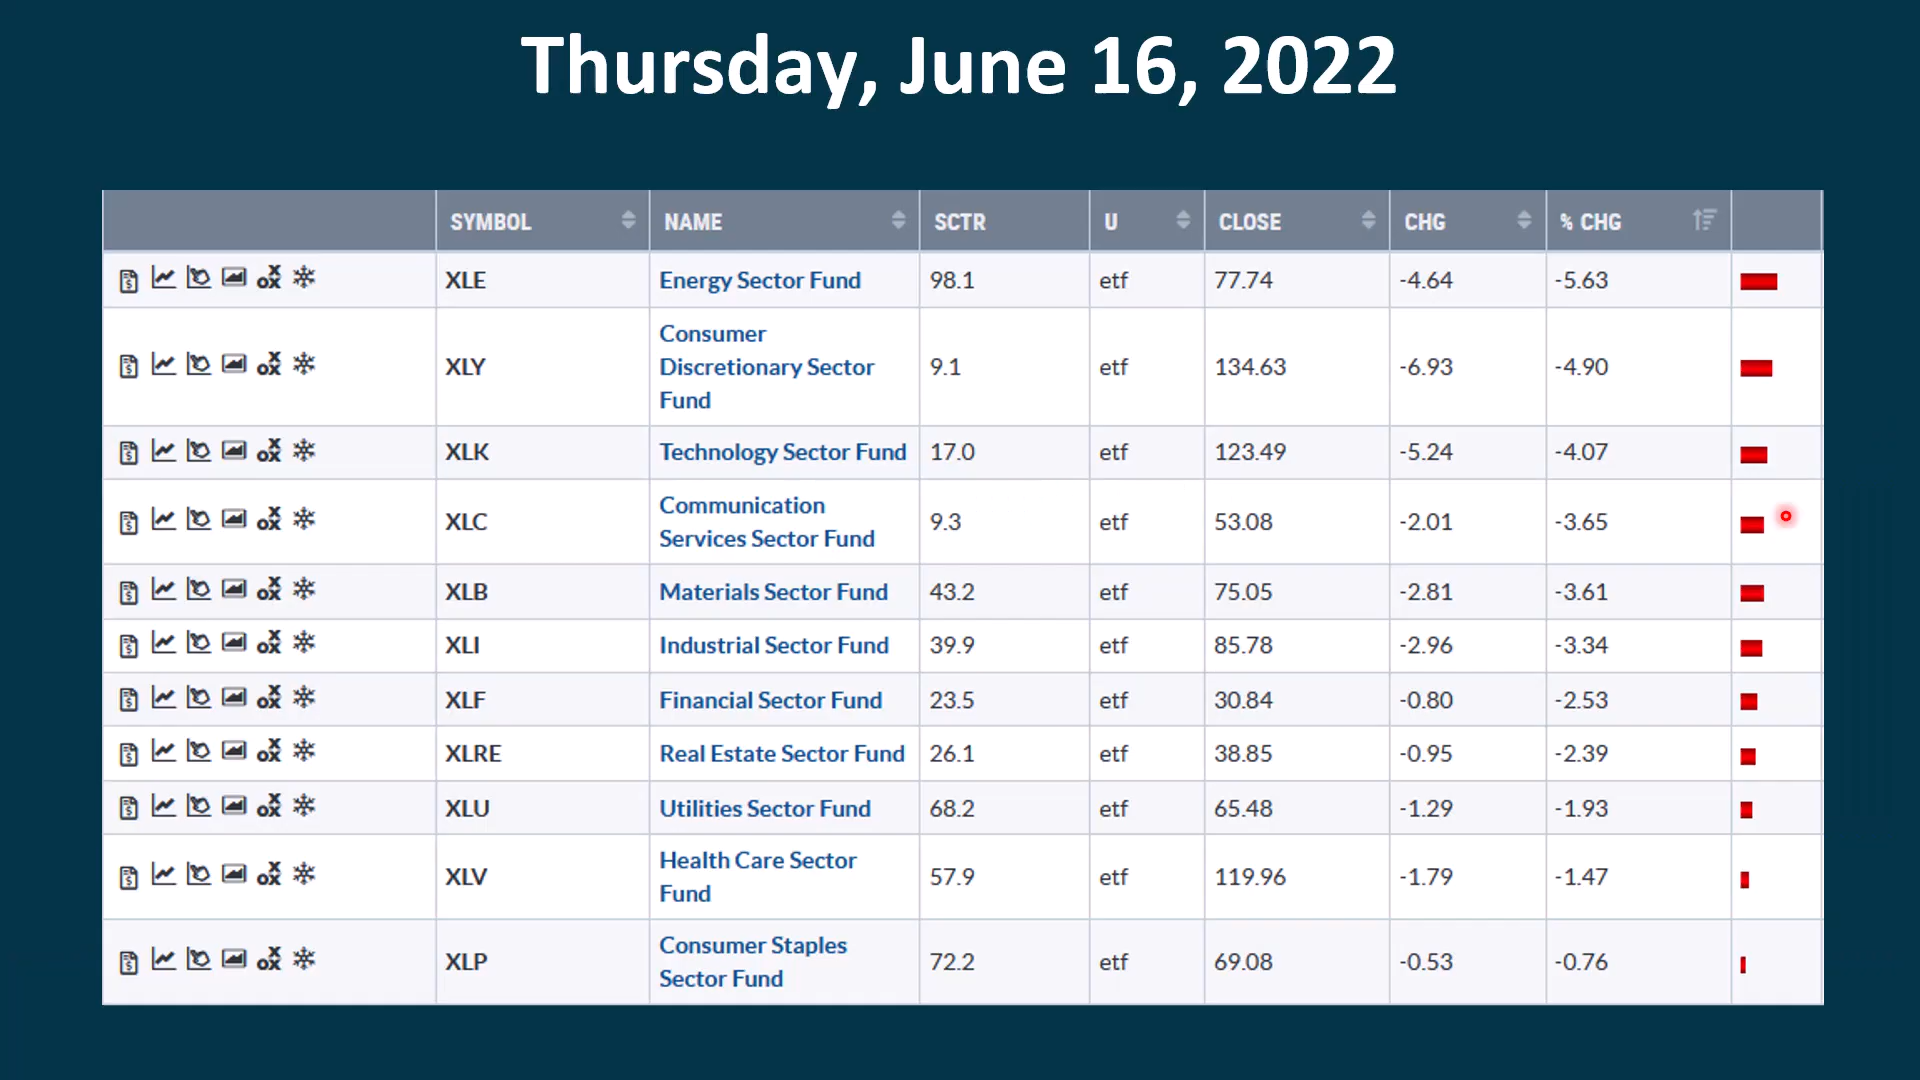 Thursday, June 16, 2022
SYMBOL NAME SCTR U CLOSE CHG % CHG
XLE Energy Sector Fund 98.1 etf 77.74 -4.64 -5.63
Consumer
XLY Discretionary Sector 9.1 etf 134.63 -6.93 -4.90
Fund
XLK Technology Sector Fund 17.0 etf 123.49 -5.24 -4.07
Communication
XLC 9.3 etf 53.08 -2.01 -3.65
Services Sector Fund
XLB Materials Sector Fund 43.2 etf 75.05 -2.81 -3.61
XLI Industrial Sector Fund 39.9 etf 85.78 -2.96 -3.34
XLF Financial Sector Fund 23.5 etf 30.84 -0.80 -2.53
XLRE Real Estate Sector Fund 26.1 etf 38.85 -0.95 -2.39
XLU Utilities Sector Fund 68.2 etf 65.48 -1.29 -1.93
Health Care Sector
XLV 57.9 etf 119.96 -1.79 -1.47
Fund
Consumer Staples
XLP 72.2 etf 69.08 -0.53 -0.76
Sector Fund